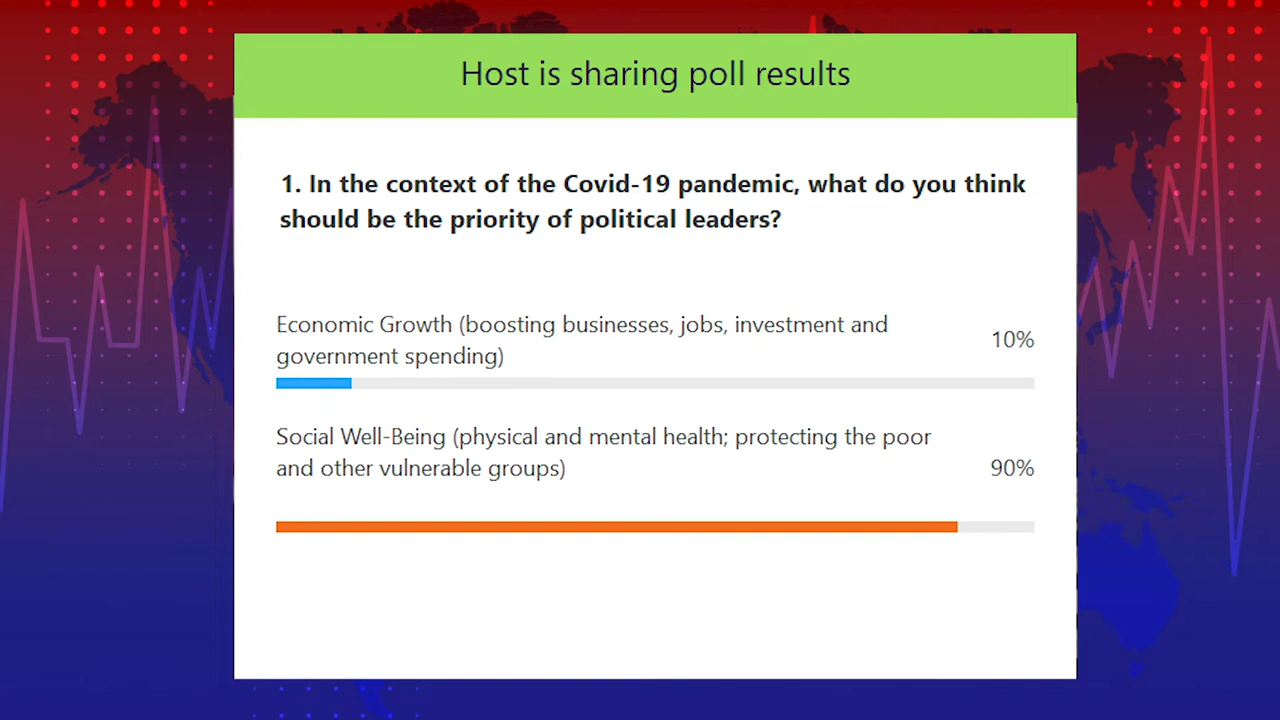 Host is sharing poll results
1. In the context of the Covid-19 pandemic, what do you think
should be the priority of political leaders?
Economic Growth (boosting businesses, jobs, investment and
government spending)
10%
Social Well-Being (physical and mental health; protecting the poor
and other vulnerable groups)
90%